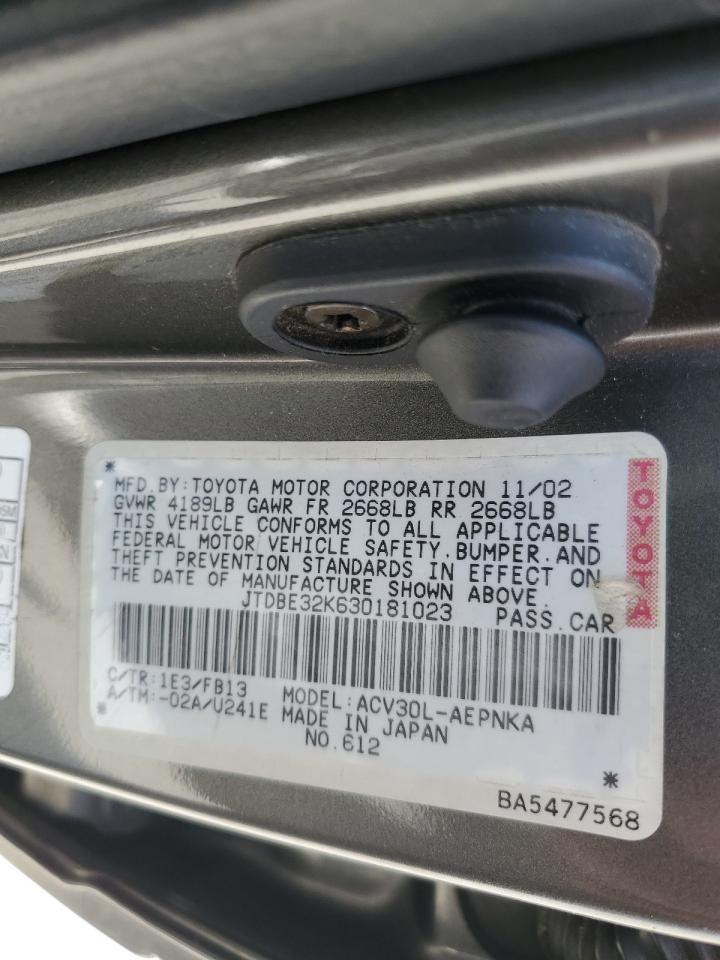 MFD.BY:TOYOTA MOTOR CORPORATION 11/02
GVWR 4189LB GAWR FR 2668LB RR 2668LB
THIS VEHICLE CONFORMS TO ALL APPLICABLE
FEDERAL MOTOR VEHICLE SAFETY.BUMPER.AND
THEFT PREVENTION STANDARDS IN EFFECT ON
THE DATE OF MANUFACTURE SHOWN ABOVE.
JTDBE32K630181023 PASS.CAR
C/TR:1E3/FB13 MODEL:ACV30L-AEPNKA
A/TM:-02A/U241E MADE IN JAPAN
NO.612
BA5477568
TOYOTA